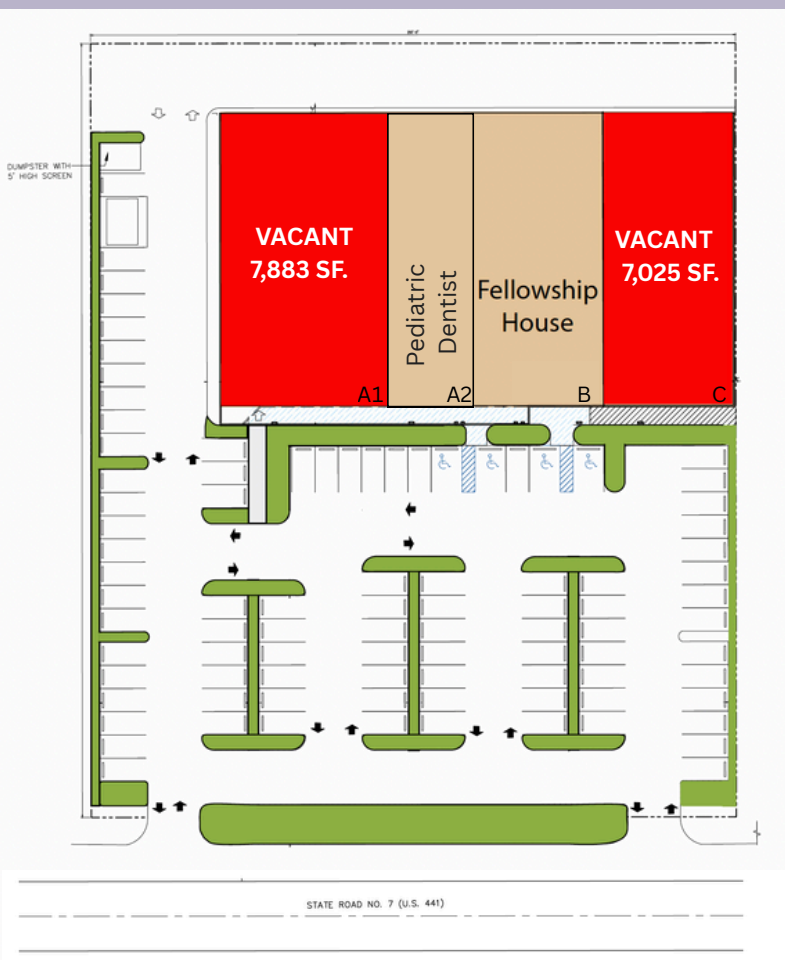 DUMPSTER WITH
5' HIGH SCREEN
VACANT
7,883 SF.
A1
Pediatric
Dentist
A2
Fellowship
House
B
VACANT
7,025 SF.
C
STATE ROAD NO. 7 (U.S. 441)